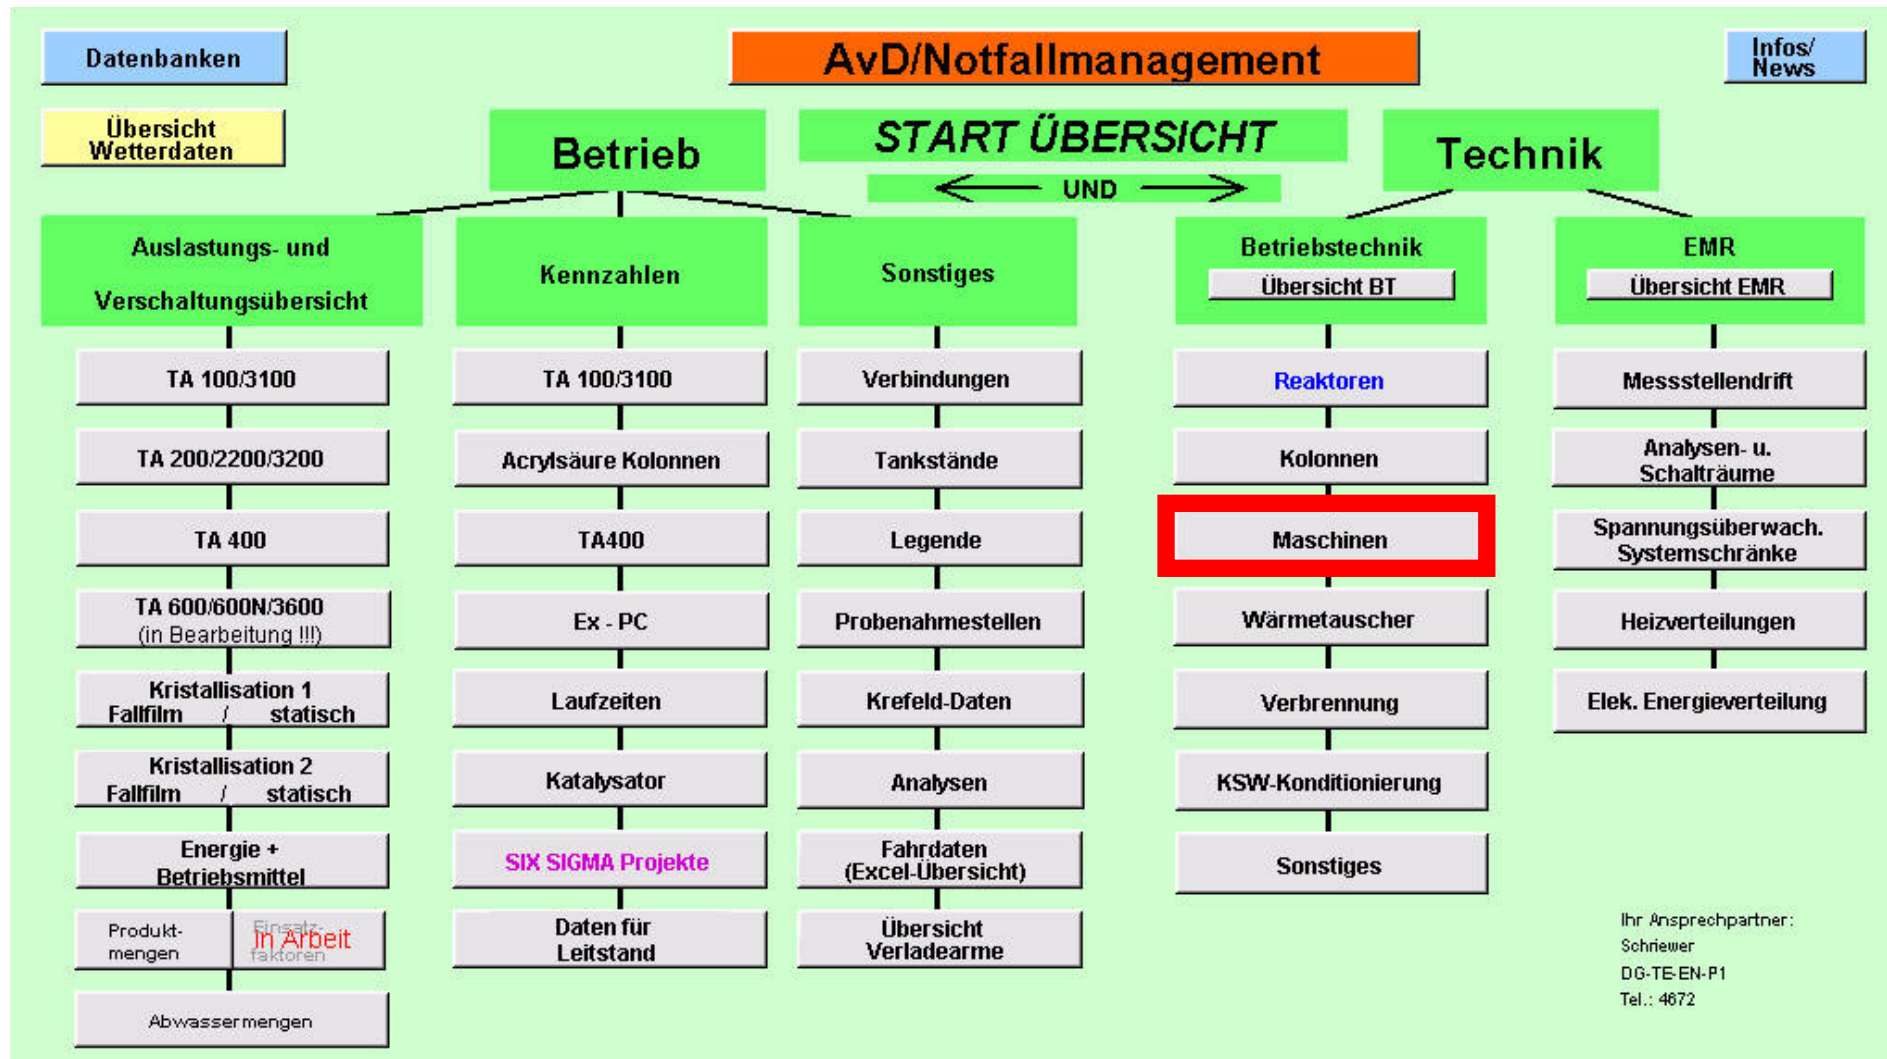 Datenbanken
AvD/Notfallmanagement
Infos/
News
Übersicht
Wetterdaten
Betrieb
START ÜBERSICHT
UND
Technik
Auslastungs- und
Verschaltungsübersicht
Kennzahlen
Sonstiges
Betriebstechnik
Übersicht BT
EMR
Übersicht EMR
TA 100/3100
TA 200/2200/3200
TA 400
TA 600/600N/3600
(in Bearbeitung !!!)
Kristallisation 1
Fallfilm / statisch
Kristallisation 2
Fallfilm / statisch
Energie +
Betriebsmittel
Produkt-
mengen
Einsatz-
In Arbeit
faktoren
Abwassermengen
TA 100/3100
Acrylsäure Kolonnen
TA400
Ex - PC
Laufzeiten
Katalysator
SIX SIGMA Projekte
Daten für
Leitstand
Verbindungen
Tankstände
Legende
Probenahmestellen
Krefeld-Daten
Analysen
Fahrdaten
(Excel-Übersicht)
Übersicht
Verladearme
Reaktoren
Kolonnen
Maschinen
Wärmetauscher
Verbrennung
KSW-Konditionierung
Sonstiges
Messstellendrift
Analysen- u.
Schalträume
Spannungsüberwach.
Systemschränke
Heizverteilungen
Elek. Energieverteilung
Ihr Ansprechpartner:
Schriewer
DG-TE-EN-P1
Tel.: 4672